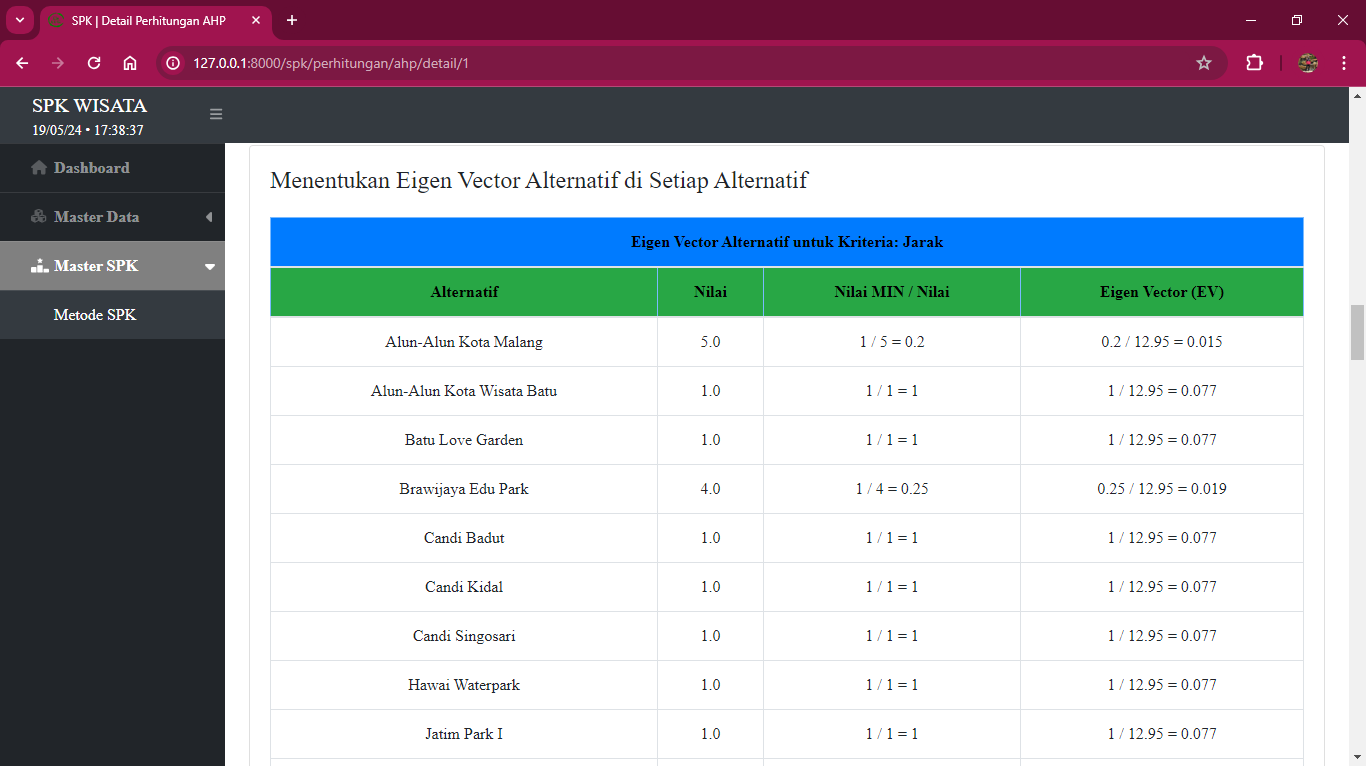 SPK | Detail Perhitungan AHP
127.0.0.1:8000/spk/perhitungan/ahp/detail/1
SPK WISATA
19/05/24 • 17:38:37
Dashboard
Master Data
Master SPK
Metode SPK
Menentukan Eigen Vector Alternatif di Setiap Alternatif
Eigen Vector Alternatif untuk Kriteria: Jarak
Alternatif Nilai Nilai MIN / Nilai Eigen Vector (EV)
Alun-Alun Kota Malang 5.0 1 / 5 = 0.2 0.2 / 12.95 = 0.015
Alun-Alun Kota Wisata Batu 1.0 1 / 1 = 1 1 / 12.95 = 0.077
Batu Love Garden 1.0 1 / 1 = 1 1 / 12.95 = 0.077
Brawijaya Edu Park 4.0 1 / 4 = 0.25 0.25 / 12.95 = 0.019
Candi Badut 1.0 1 / 1 = 1 1 / 12.95 = 0.077
Candi Kidal 1.0 1 / 1 = 1 1 / 12.95 = 0.077
Candi Singosari 1.0 1 / 1 = 1 1 / 12.95 = 0.077
Hawai Waterpark 1.0 1 / 1 = 1 1 / 12.95 = 0.077
Jatim Park I 1.0 1 / 1 = 1 1 / 12.95 = 0.077